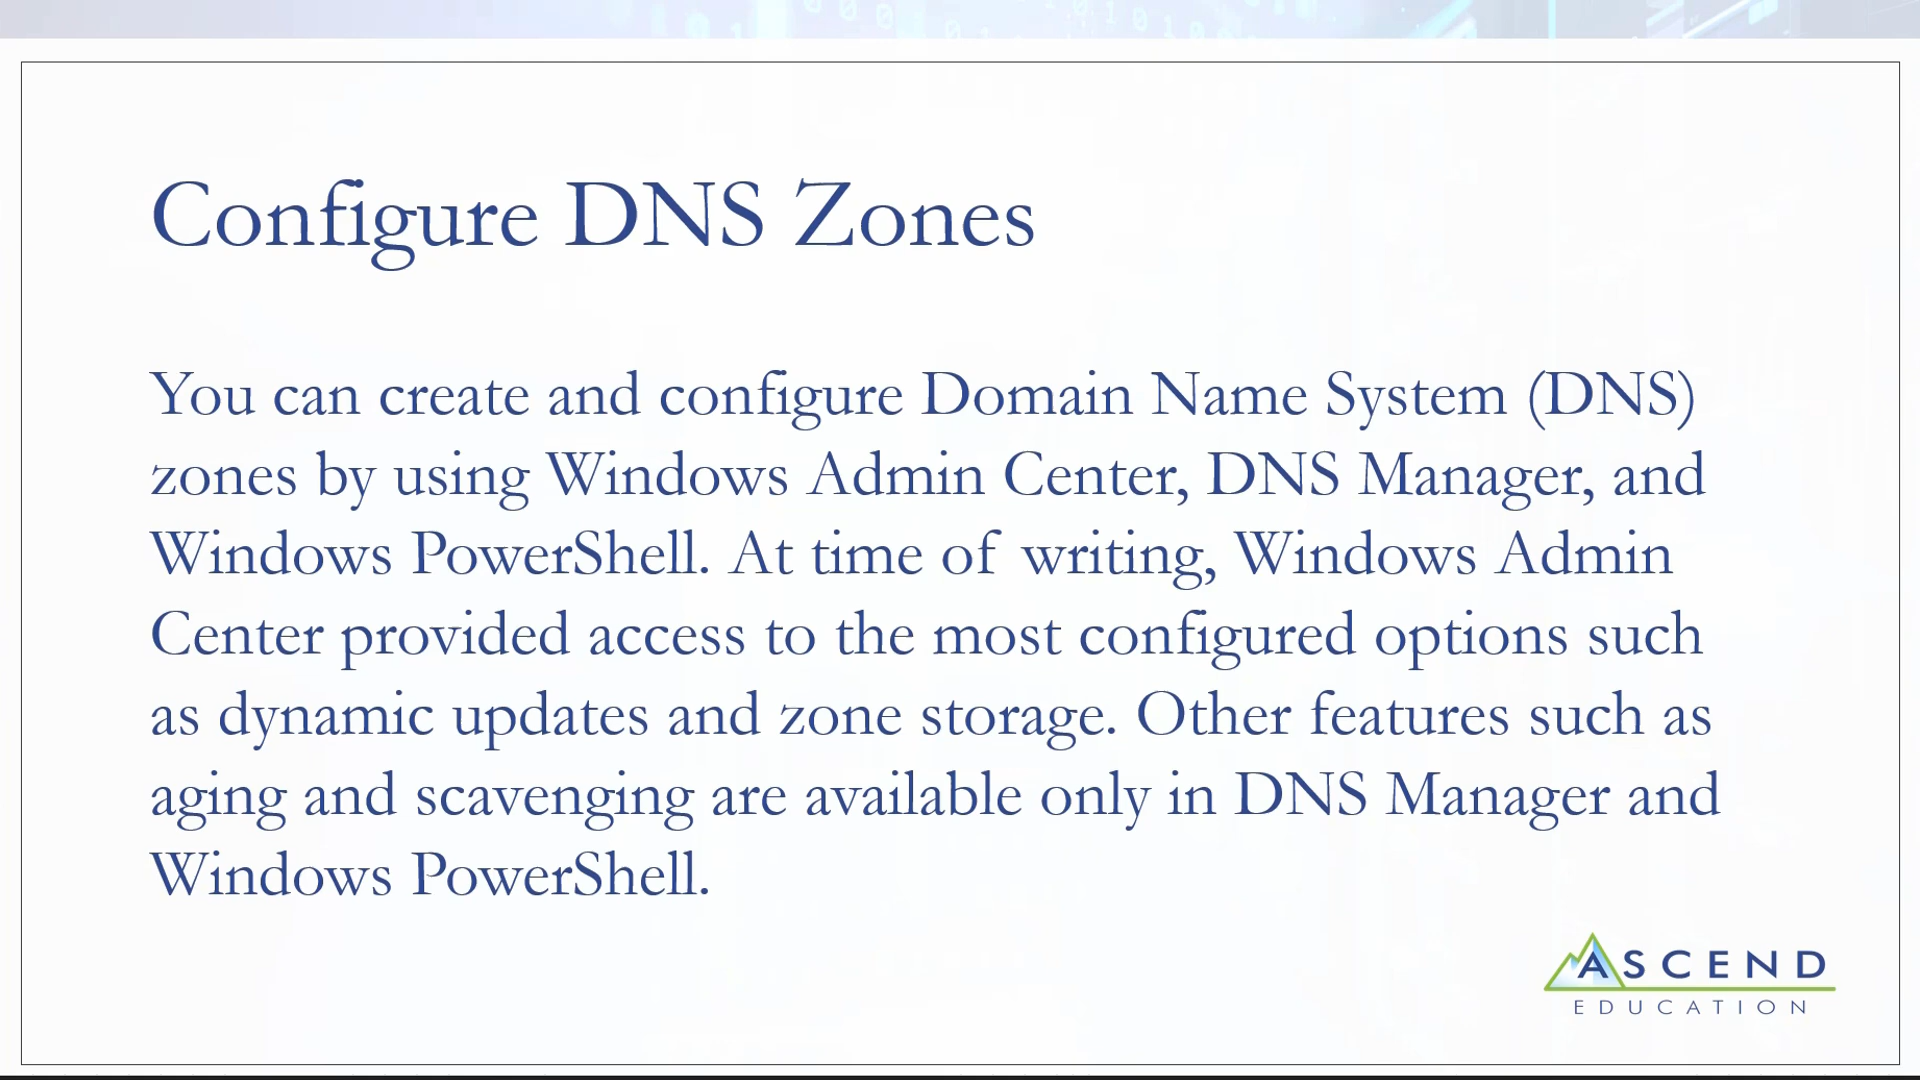 Configure DNS Zones
You can create and configure Domain Name System (DNS)
zones by using Windows Admin Center, DNS Manager, and
Windows PowerShell. At time of writing, Windows Admin
Center provided access to the most configured options such
as dynamic updates and zone storage. Other features such as
aging and scavenging are available only in DNS Manager and
Windows PowerShell.
ASCEND
EDUCATION